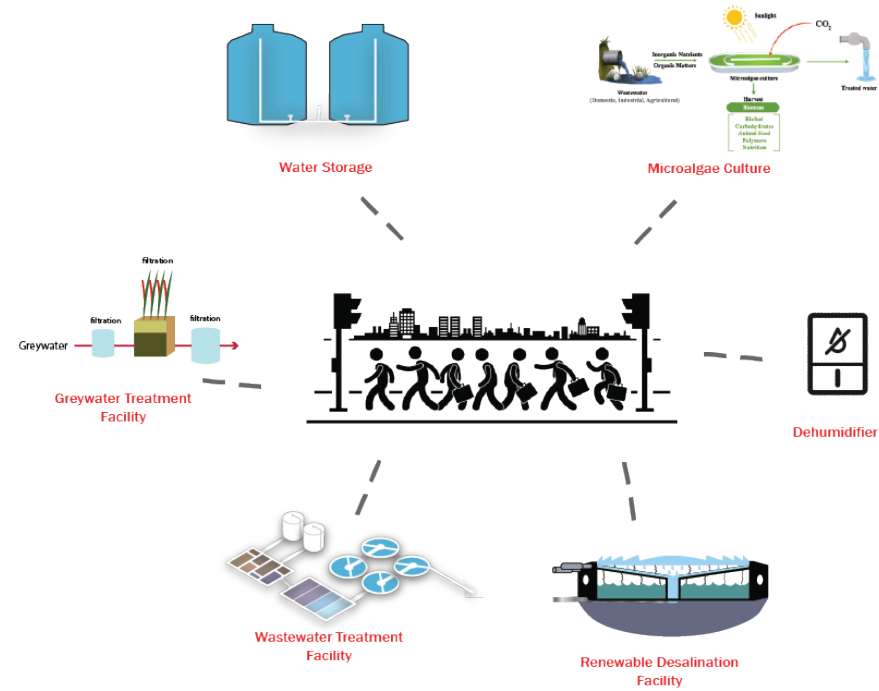 Sunlight
CO2
Inorganic Nutrients
Organic Matters
Wastewater
(Domestic, Industrial, Agricultural)
Microalgae culture
Treated water
Harvest
Biomass
Biofuel
Carbohydrates
Animal Feed
Polymers
Nutrition
Water Storage
Microalgae Culture
filtration
filtration
filtration
Greywater
Greywater Treatment
Facility
Dehumidifier
Wastewater Treatment
Facility
Renewable Desalination
Facility